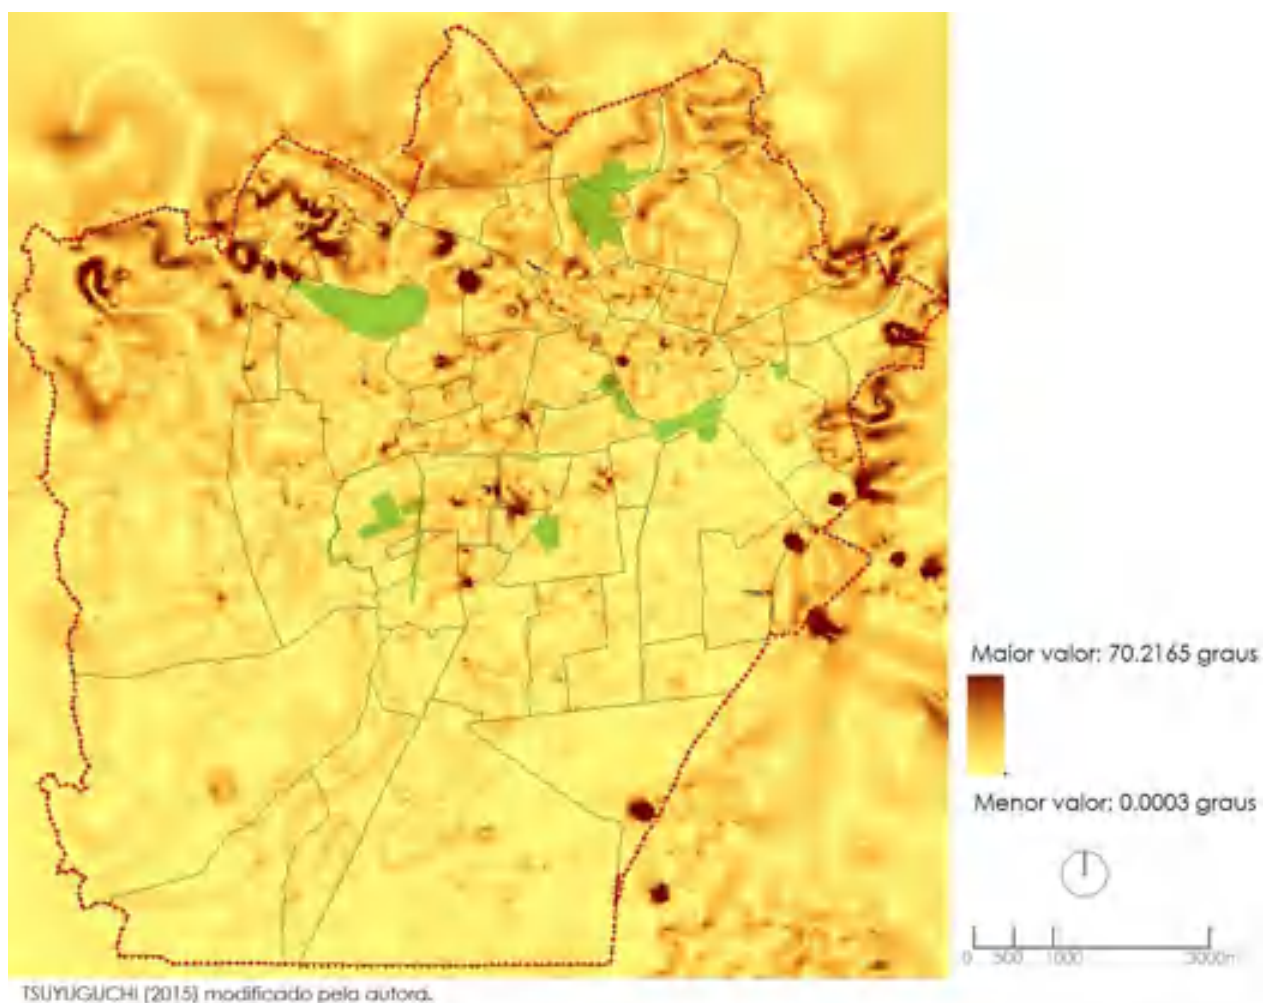 Maior valor: 70.2165 graus
Menor valor: 0.0003 graus
0 500 1000 3000m
TSUYUGUCHI (2015) modificado pela autora.